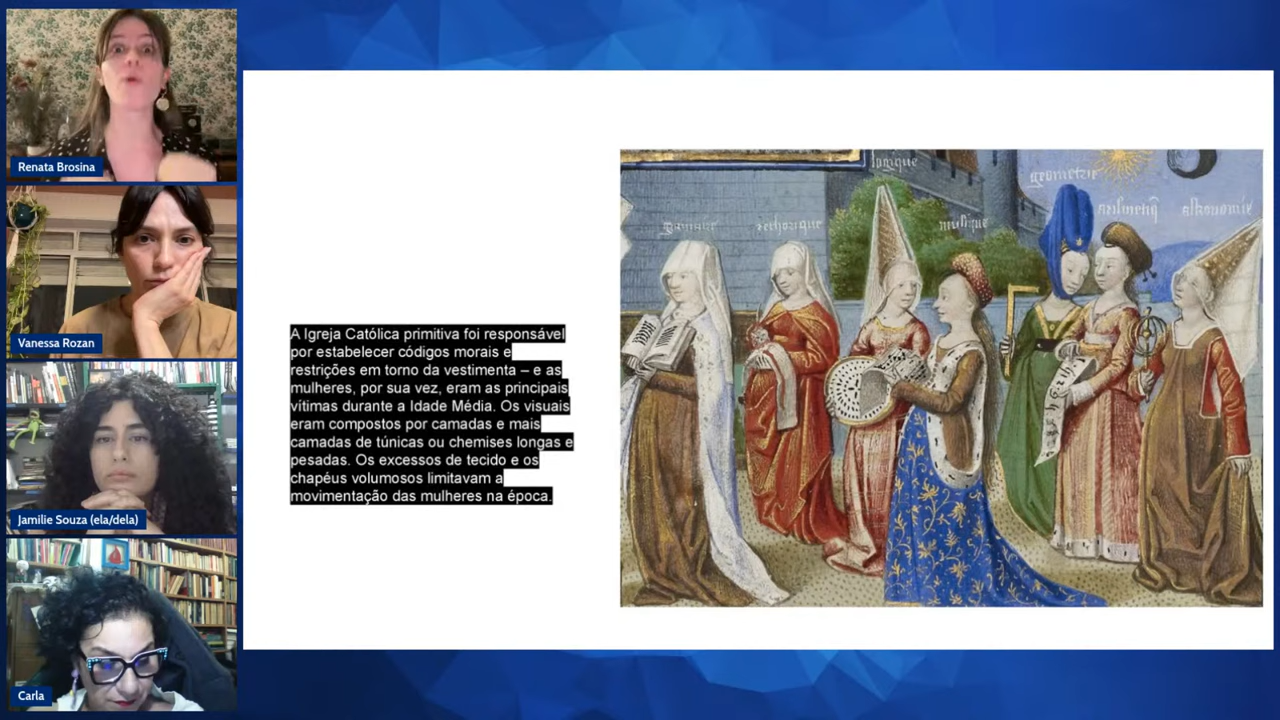 Renata Brosina
Vanessa Rozan
Jamilie Souza (ela/dela)
Carla
A Igreja Católica primitiva foi responsável
por estabelecer códigos morais e
restrições em torno da vestimenta – e as
mulheres, por sua vez, eram as principais
vítimas durante a Idade Média. Os visuais
eram compostos por camadas e mais
camadas de túnicas ou chemises longas e
pesadas. Os excessos de tecido e os
chapéus volumosos limitavam a
movimentação das mulheres na época.
musique